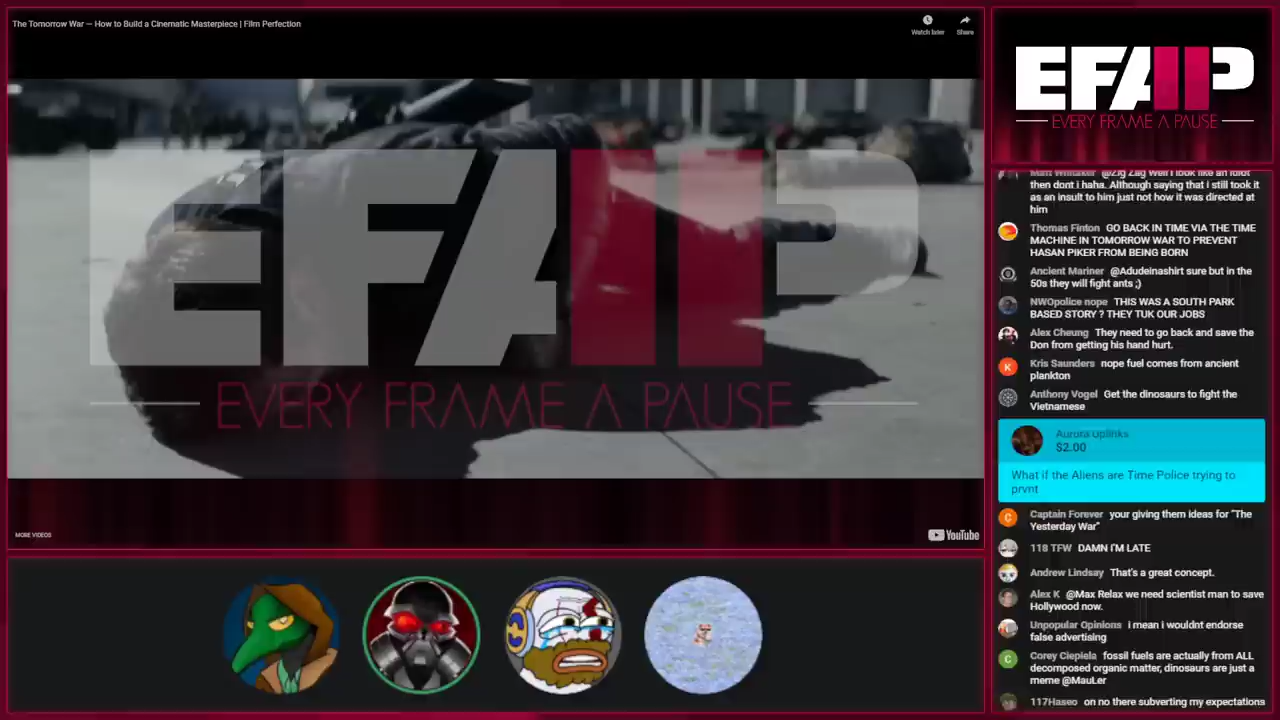 The Tomorrow War — How to Build a Cinematic Masterpiece | Film Perfection
Watch later
Share
EFAP
EVERY FRAME A PAUSE
MORE VIDEOS
YouTube
EFAP
EVERY FRAME A PAUSE
Matt Whitaker @Zig Zag Well I look like an idiot
then dont i haha. Although saying that i still took it
as an insult to him just not how it was directed at
him
Thomas Finton GO BACK IN TIME VIA THE TIME
MACHINE IN TOMORROW WAR TO PREVENT
HASAN PIKER FROM BEING BORN
Ancient Mariner @Adudeinashirt sure but in the
50s they will fight ants ;)
NWOpolice nope THIS WAS A SOUTH PARK
BASED STORY ? THEY TUK OUR JOBS
Alex Cheung They need to go back and save the
Don from getting his hand hurt.
K
Kris Saunders nope fuel comes from ancient
plankton
Anthony Vogel Get the dinosaurs to fight the
Vietnamese
Aurora Uplinks
$2.00
What if the Aliens are Time Police trying to
prvnt
C
Captain Forever your giving them ideas for "The
Yesterday War"
118 TFW DAMN I'M LATE
Andrew Lindsay That's a great concept.
Alex K @Max Relax we need scientist man to save
Hollywood now.
Unpopular Opinions i mean i wouldnt endorse
false advertising
C
Corey Ciepiela fossil fuels are actually from ALL
decomposed organic matter, dinosaurs are just a
meme @MauLer
117Haseo on no there subverting my expectations